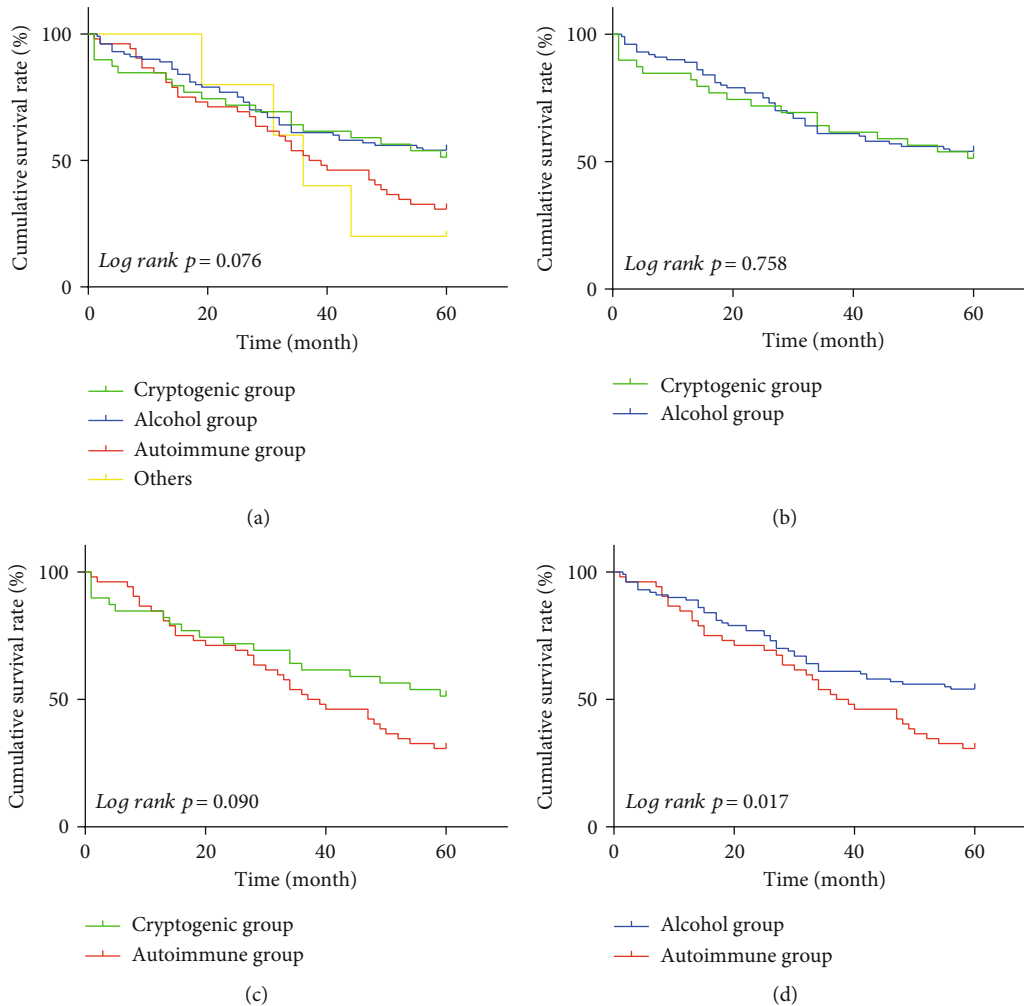 Cumulative survival rate (%)
100
50
0
Log rank p = 0.076
0 20 40 60
Time (month)
Cryptogenic group
Alcohol group
Autoimmune group
Others
(a)
Cumulative survival rate (%)
100
50
0
Log rank p = 0.758
0 20 40 60
Time (month)
Cryptogenic group
Alcohol group
(b)
Cumulative survival rate (%)
100
50
0
Log rank p = 0.090
0 20 40 60
Time (month)
Cryptogenic group
Autoimmune group
(c)
Cumulative survival rate (%)
100
50
0
Log rank p = 0.017
0 20 40 60
Time (month)
Alcohol group
Autoimmune group
(d)